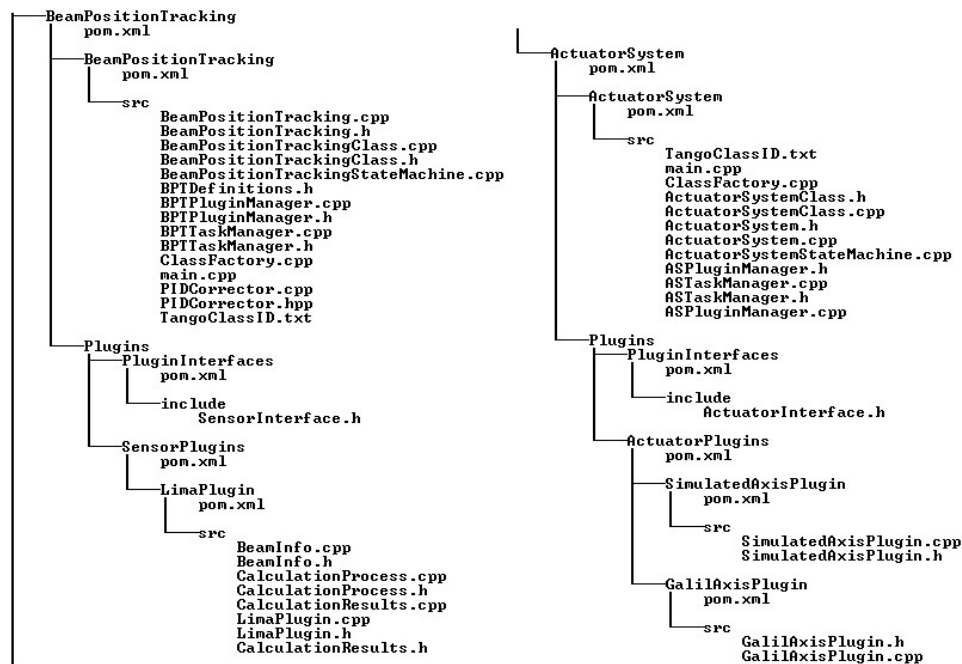 BeamPositionTracking
pom.xml
BeamPositionTracking
pom.xml
src
BeamPositionTracking.cpp
BeamPositionTracking.h
BeamPositionTrackingClass.cpp
BeamPositionTrackingClass.h
BeamPositionTrackingStateMachine.cpp
BPTDefinitions.h
BPTPluginManager.cpp
BPTPluginManager.h
BPTTaskManager.cpp
BPTTaskManager.h
ClassFactory.cpp
main.cpp
PIDCorrector.cpp
PIDCorrector.hpp
TangoClassID.txt
Plugins
PluginInterfaces
pom.xml
include
SensorInterface.h
SensorPlugins
pom.xml
LimaPlugin
pom.xml
src
BeamInfo.cpp
BeamInfo.h
CalculationProcess.cpp
CalculationProcess.h
CalculationResults.cpp
LimaPlugin.cpp
LimaPlugin.h
CalculationResults.h
ActuatorSystem
pom.xml
ActuatorSystem
pom.xml
src
TangoClassID.txt
main.cpp
ClassFactory.cpp
ActuatorSystemClass.h
ActuatorSystemClass.cpp
ActuatorSystem.h
ActuatorSystem.cpp
ActuatorSystemStateMachine.cpp
ASPluginManager.h
ASTaskManager.cpp
ASTaskManager.h
ASPluginManager.cpp
Plugins
PluginInterfaces
pom.xml
include
ActuatorInterface.h
ActuatorPlugins
pom.xml
SimulatedAxisPlugin
pom.xml
src
SimulatedAxisPlugin.cpp
SimulatedAxisPlugin.h
GalilAxisPlugin
pom.xml
src
GalilAxisPlugin.h
GalilAxisPlugin.cpp